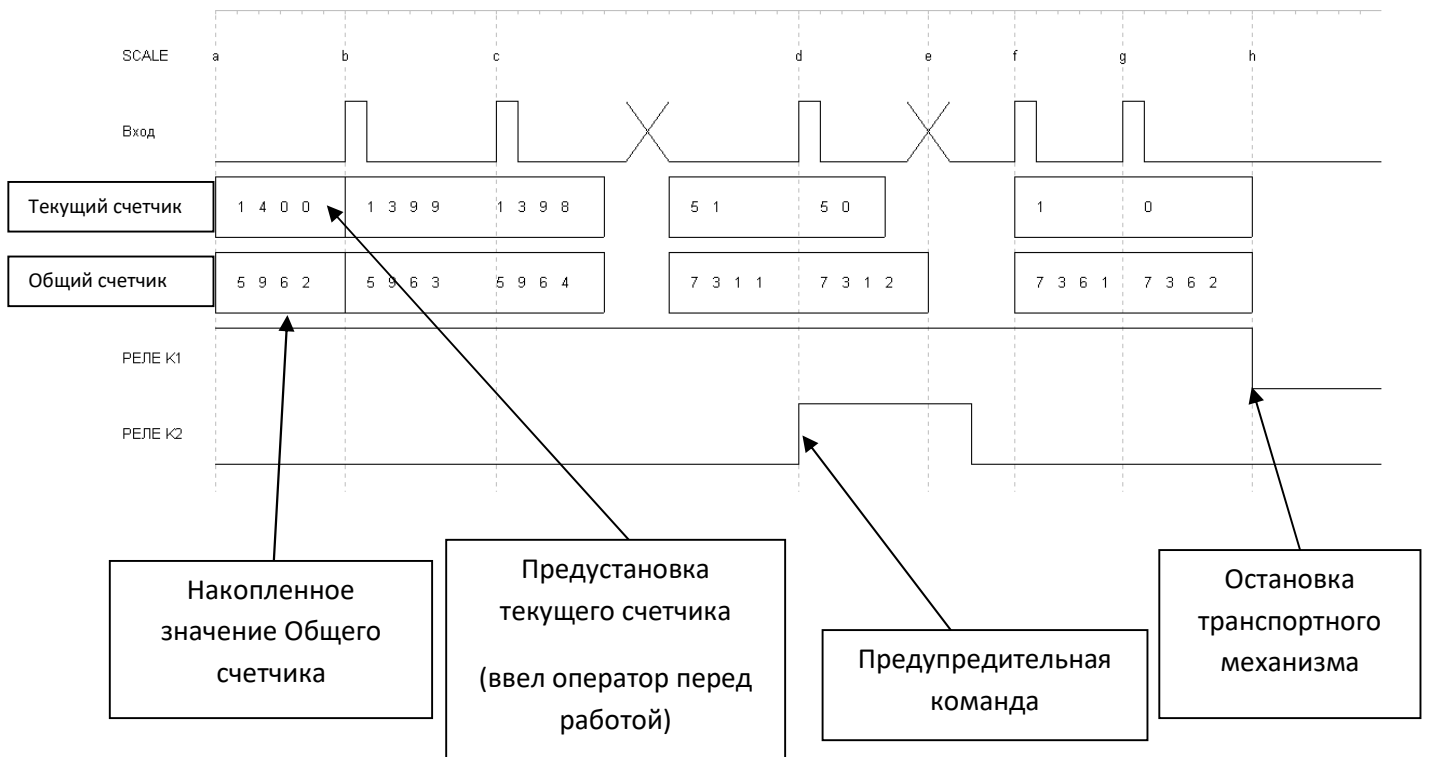 SCALE a b c d e f g h
Вход
Текущий счетчик 1 4 0 0 1 3 9 9 1 3 9 8 5 1 5 0 1 0
Общий счетчик 5 9 6 2 5 9 6 3 5 9 6 4 7 3 1 1 7 3 1 2 7 3 6 1 7 3 6 2
РЕЛЕ К1
РЕЛЕ К2
Накопленное
значение Общего
счетчика
Предустановка
текущего счетчика
(ввел оператор перед
работой)
Предупредительная
команда
Остановка
транспортного
механизма